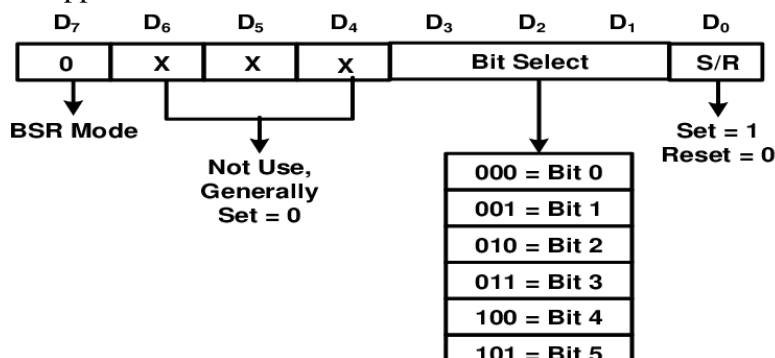 D7 D6 D5 D4 D3 D2 D1 D0
0 X X X Bit Select S/R
BSR Mode
Not Use,
Generally
Set = 0
Set = 1
Reset = 0
000 = Bit 0
001 = Bit 1
010 = Bit 2
011 = Bit 3
100 = Bit 4
101 = Bit 5